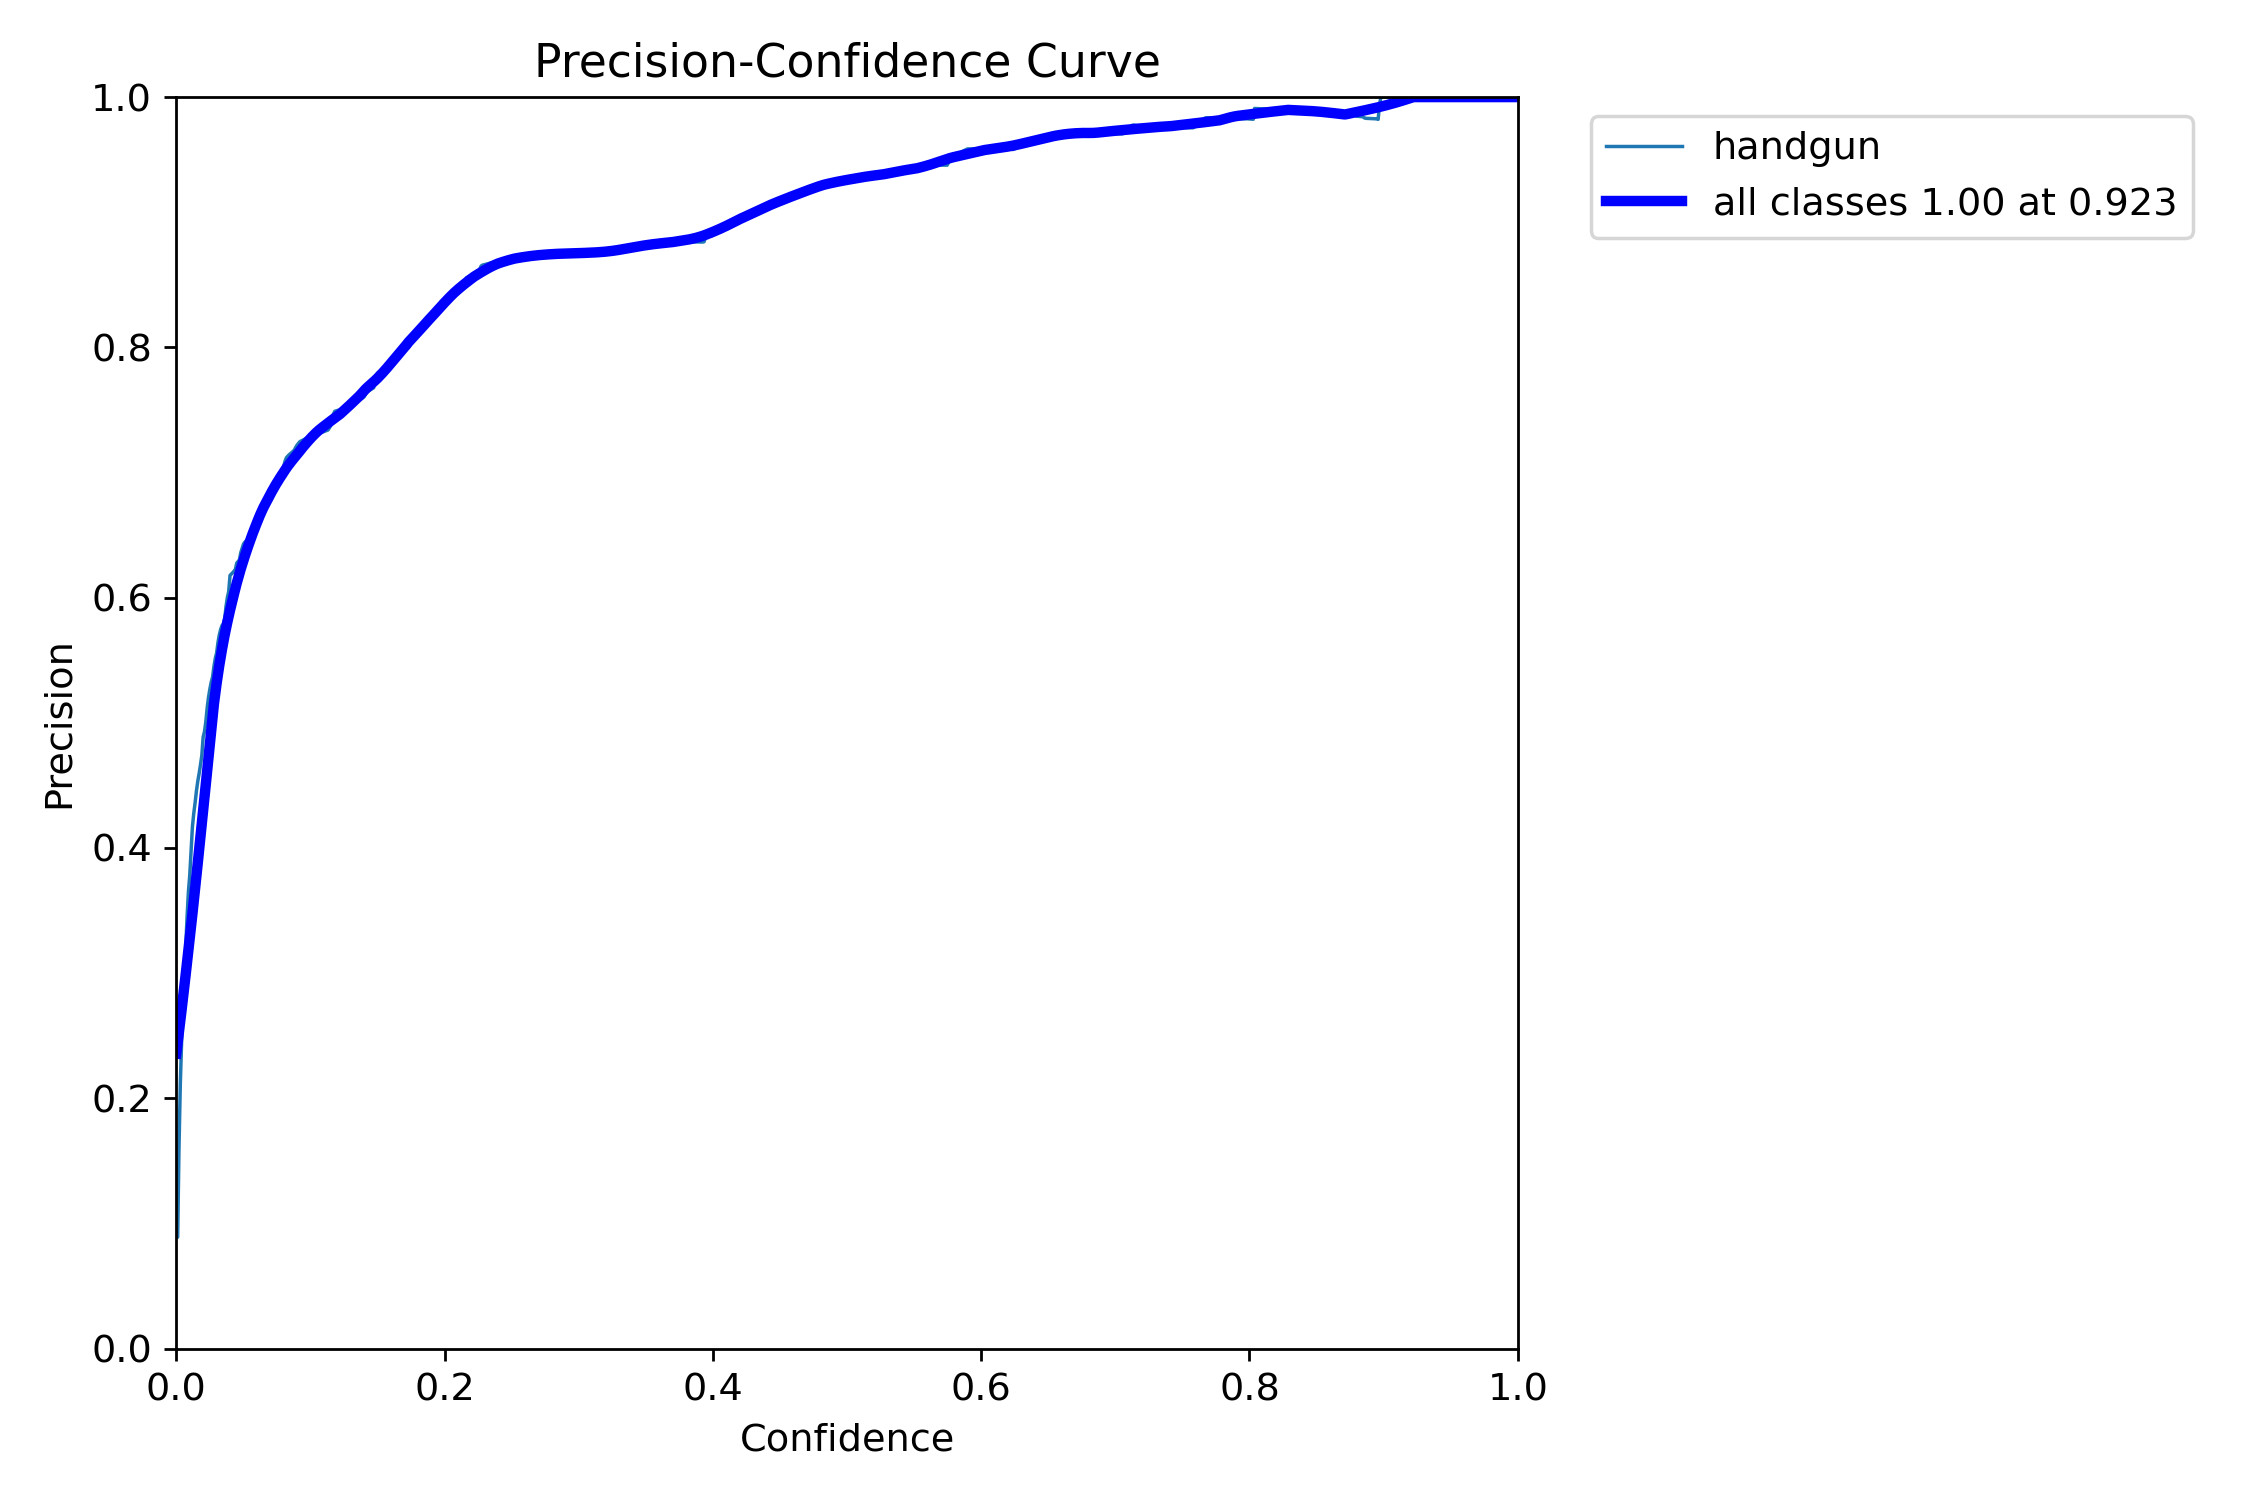 Precision-Confidence Curve
1.0
0.8
0.6
0.4
0.2
0.0
Precision
0.0 0.2 0.4 0.6 0.8 1.0
Confidence
handgun
all classes 1.00 at 0.923